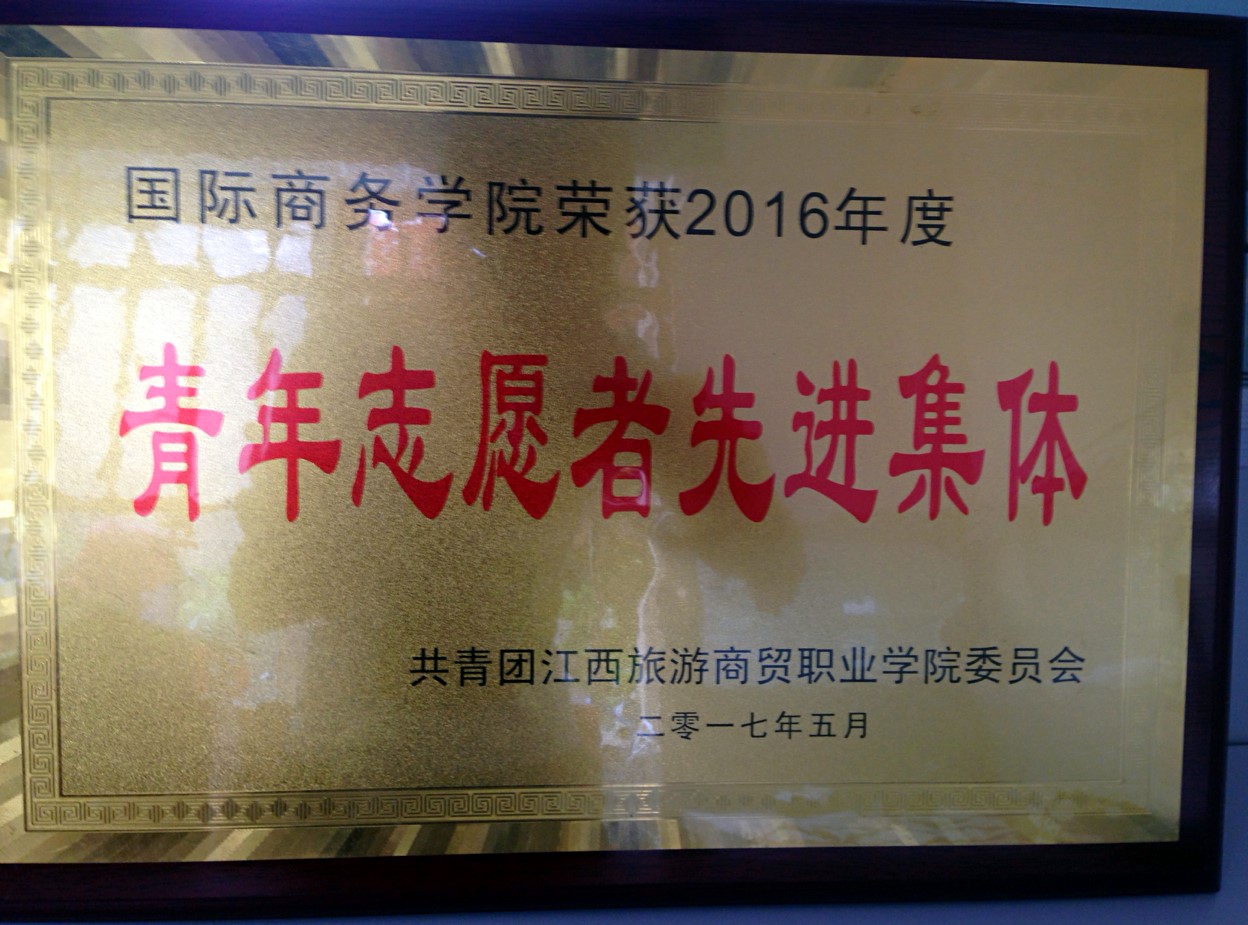 国际商务学院荣获2016年度
青年志愿者先进集体
共青团江西旅游商贸职业学院委员会
二零一七年五月